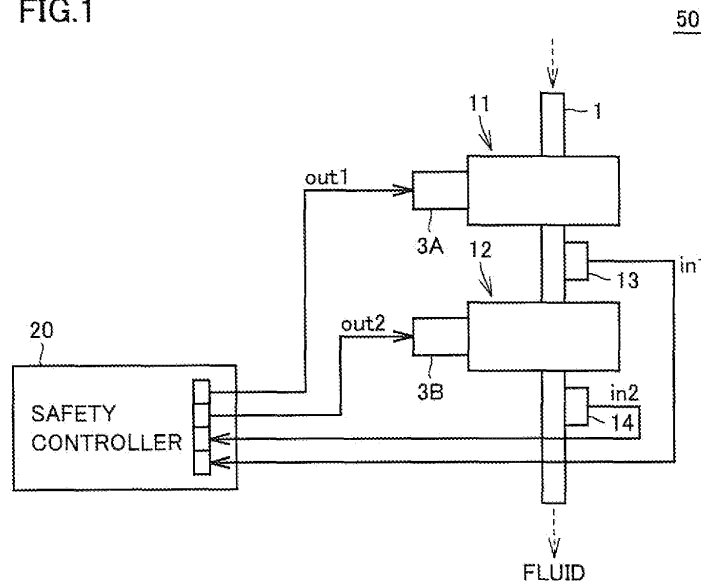 FIG.1
50
11
1
out1
3A
12
13
in1
out2
20
3B
in2
14
SAFETY
CONTROLLER
FLUID